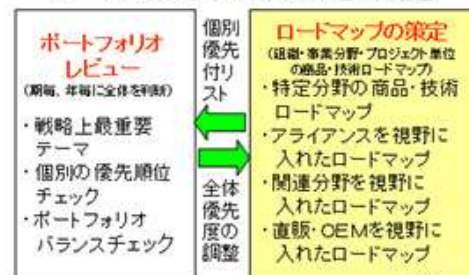 ポートフォリオ
レビュー
(期毎、年毎に全体を判断)
・戦略上最重要
テーマ
・個別の優先順位
チェック
・ポートフォリオ
バランスチェック
個別
優先
付リ
スト
全体
優先
度の
調整
ロードマップの策定
(組織・事業分野・プロジェクト単位
の商品・技術ロードマップ)
・特定分野の商品・技術
ロードマップ
・アライアンスを視野に
入れたロードマップ
・関連分野を視野に
入れたロードマップ
・直販・OEMを視野に
入れたロードマップ